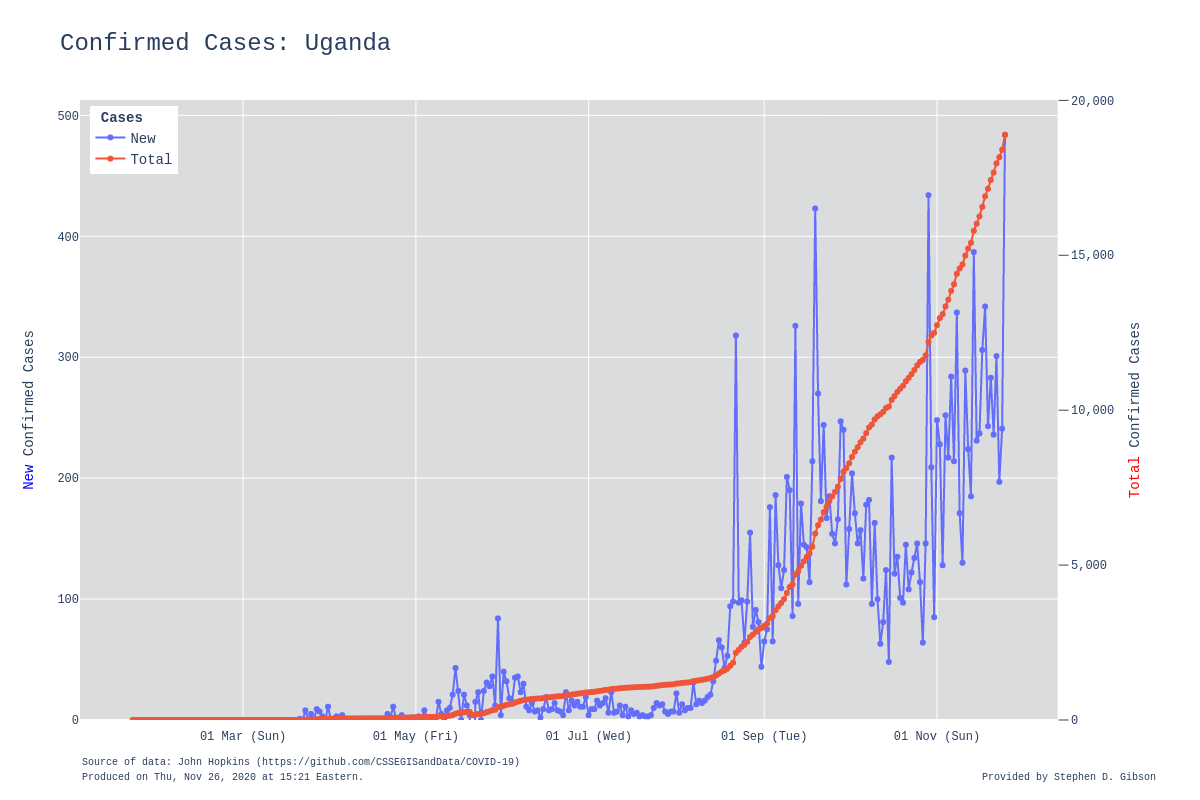 Confirmed Cases: Uganda
Cases
New
Total
500
400
300
200
100
0
20,000
15,000
10,000
5,000
0
New Confirmed Cases
Total Confirmed Cases
01 Mar (Sun)
01 May (Fri)
01 Jul (Wed)
01 Sep (Tue)
01 Nov (Sun)
Source of data: John Hopkins (https://github.com/CSSEGISandData/COVID-19)
Produced on Thu, Nov 26, 2020 at 15:21 Eastern.
Provided by Stephen D. Gibson